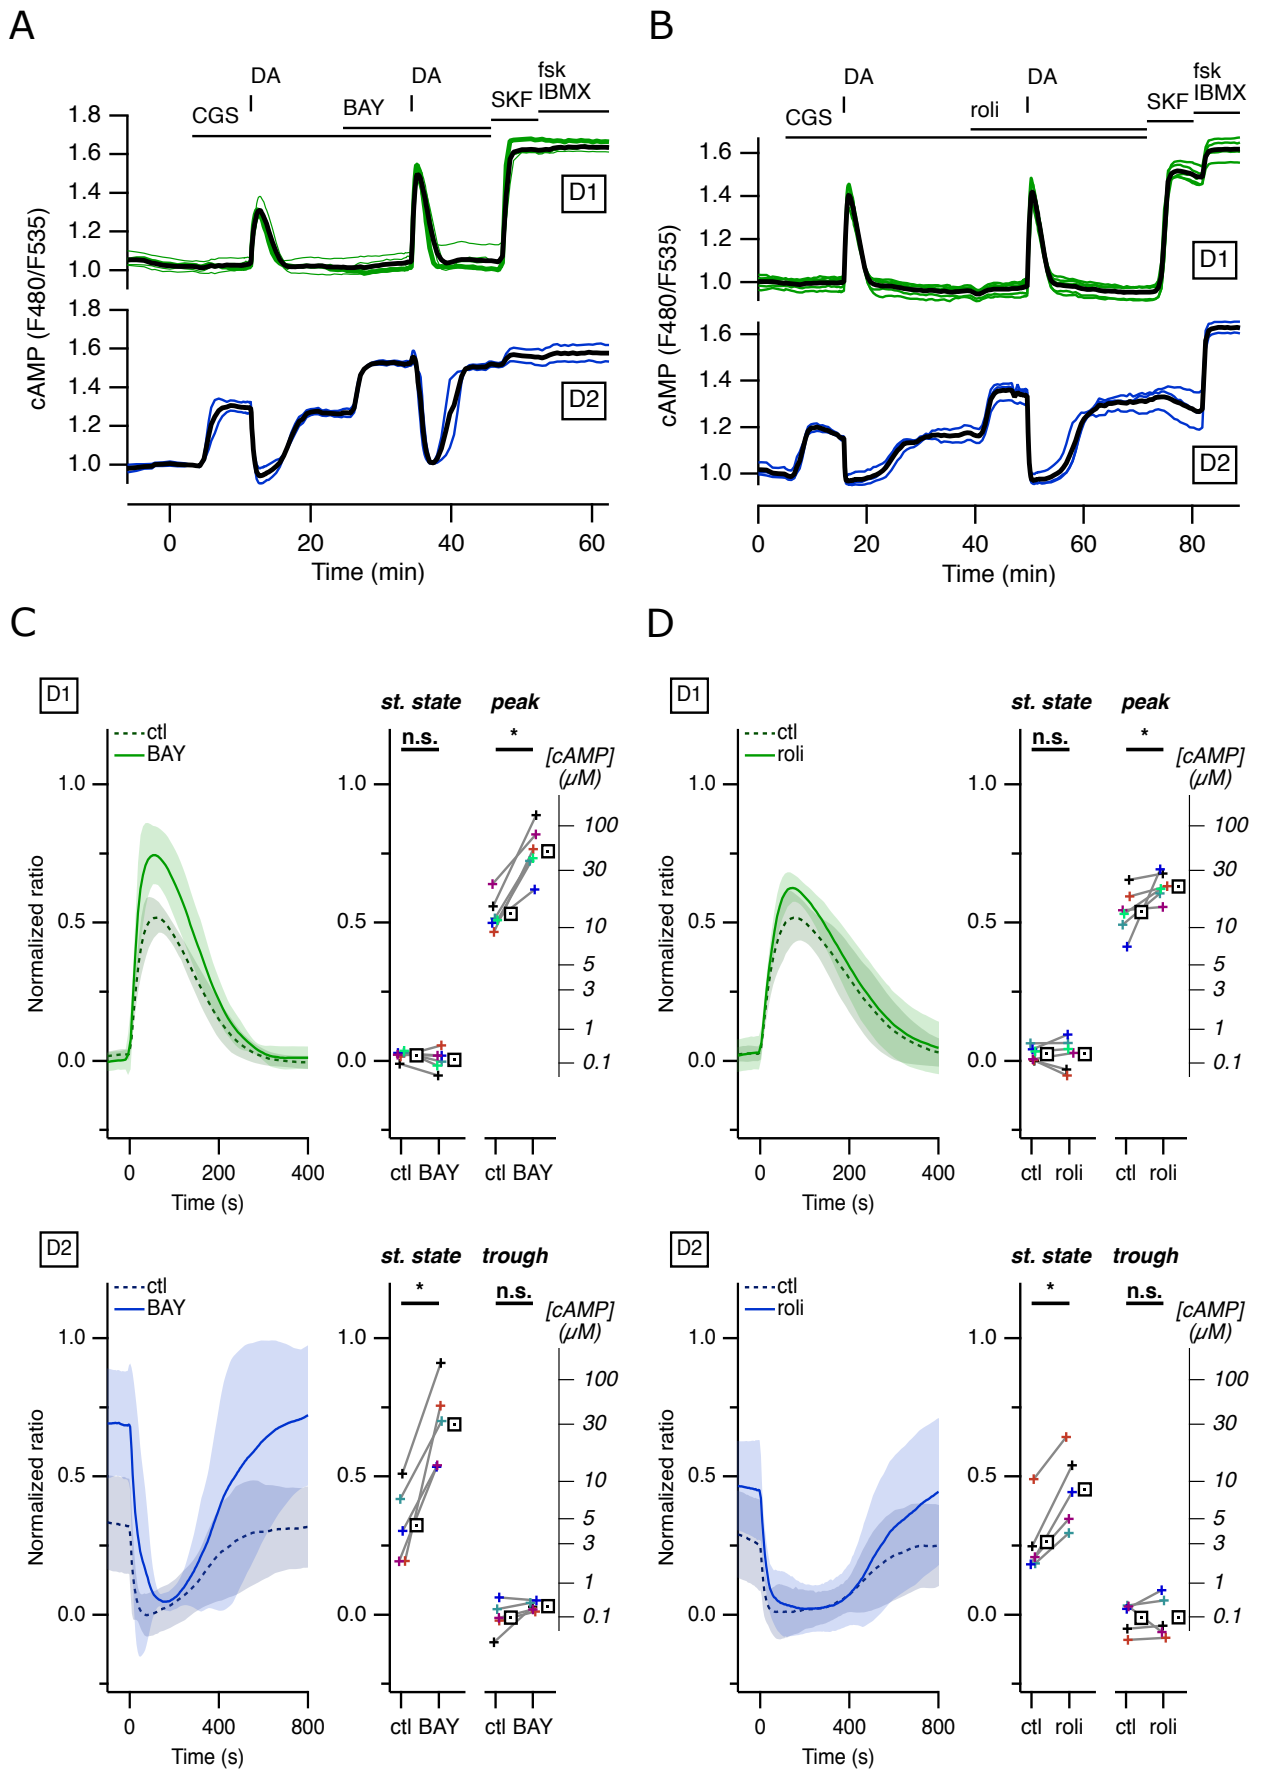 A
DA DA fsk
IBMX
CGS BAY SKF
cAMP (F480/F535)
1.8
1.6
1.4
1.2
1.0
D1
1.8
1.6
1.4
1.2
1.0
D2
0 20 40 60
Time (min)
B
DA DA fsk
IBMX
CGS roli SKF
cAMP (F480/F535)
1.6
1.4
1.2
1.0
D1
1.6
1.4
1.2
1.0
D2
0 20 40 60 80
Time (min)
C
D1
ctl
BAY
Normalized ratio
1.0
0.5
0.0
0 200 400
Time (s)
st. state peak
n.s. *
1.0
0.5
0.0
[cAMP]
(µM)
100
30
10
5
3
1
0.1
ctl BAY ctl BAY
D2
ctl
BAY
Normalized ratio
1.0
0.5
0.0
0 400 800
Time (s)
st. state trough
* n.s.
1.0
0.5
0.0
[cAMP]
(µM)
100
30
10
5
3
1
0.1
ctl BAY ctl BAY
D
D1
ctl
roli
Normalized ratio
1.0
0.5
0.0
0 200 400
Time (s)
st. state peak
n.s. *
1.0
0.5
0.0
[cAMP]
(µM)
100
30
10
5
3
1
0.1
ctl roli ctl roli
D2
ctl
roli
Normalized ratio
1.0
0.5
0.0
0 400 800
Time (s)
st. state trough
* n.s.
1.0
0.5
0.0
[cAMP]
(µM)
100
30
10
5
3
1
0.1
ctl roli ctl roli